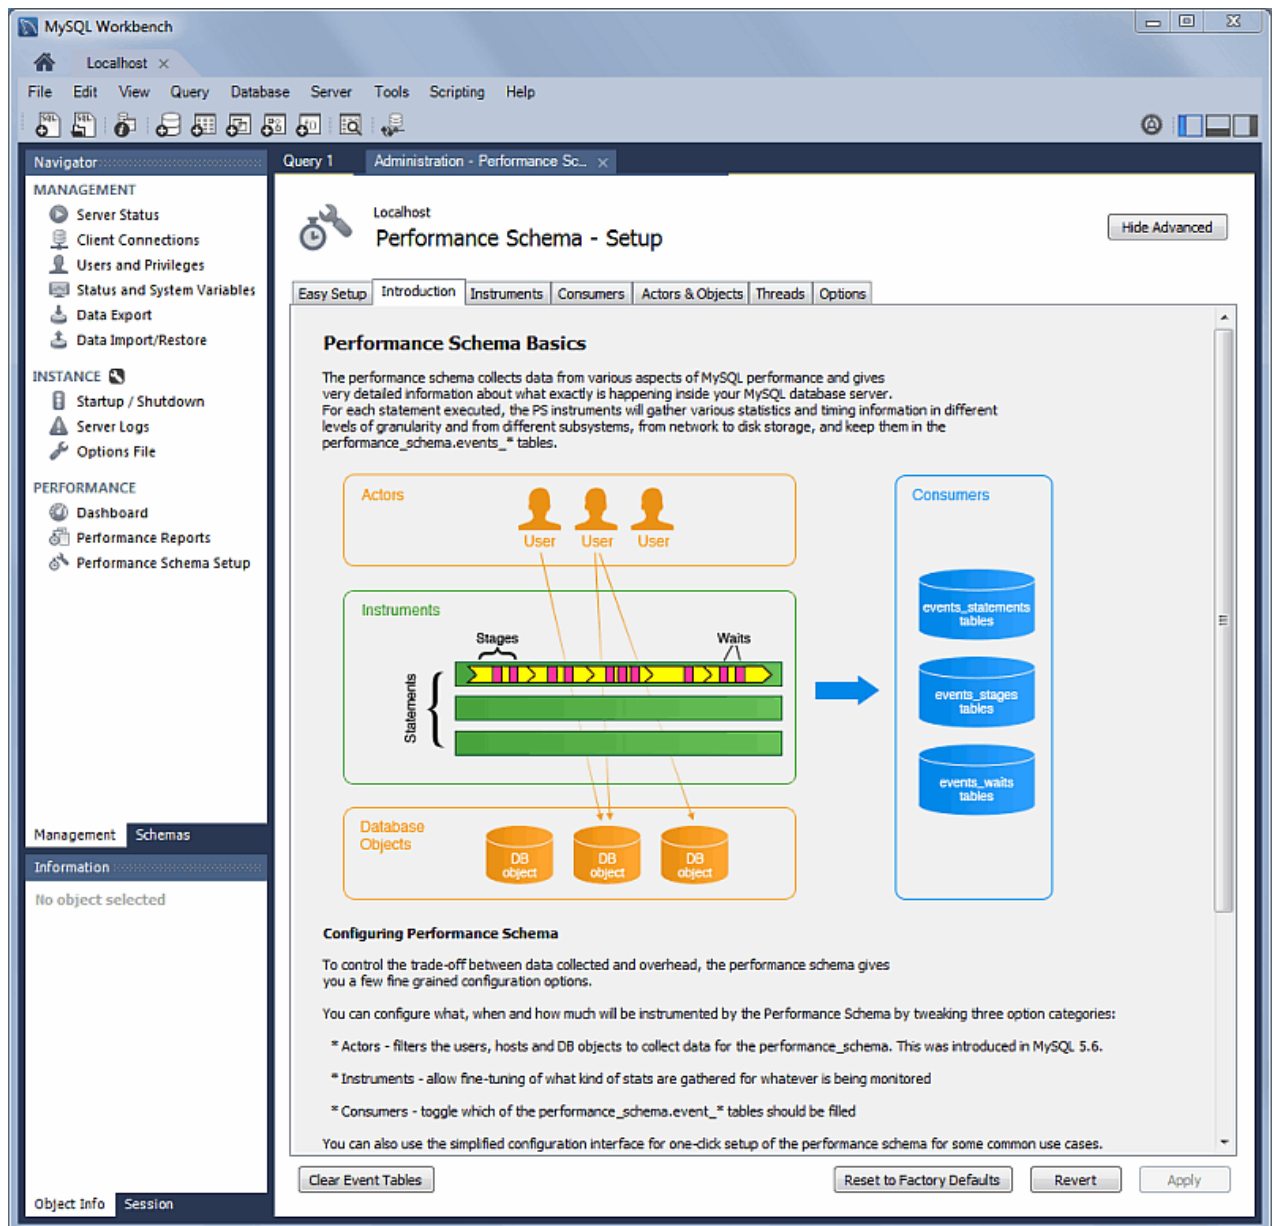 MySQL Workbench
Localhost
File Edit View Query Database Server Tools Scripting Help
Navigator
MANAGEMENT
Server Status
Client Connections
Users and Privileges
Status and System Variables
Data Export
Data Import/Restore
INSTANCE
Startup / Shutdown
Server Logs
Options File
PERFORMANCE
Dashboard
Performance Reports
Performance Schema Setup
Management Schemas
Information
No object selected
Object Info Session
Query 1 Administration - Performance Sc...
Localhost
Performance Schema - Setup
Hide Advanced
Easy Setup Introduction Instruments Consumers Actors & Objects Threads Options
Performance Schema Basics
The performance schema collects data from various aspects of MySQL performance and gives
very detailed information about what exactly is happening inside your MySQL database server.
For each statement executed, the PS instruments will gather various statistics and timing information in different
levels of granularity and from different subsystems, from network to disk storage, and keep them in the
performance_schema.events_* tables.
Actors
User User User
Instruments
Stages Waits
Statements
Database
Objects
DB
object
DB
object
DB
object
Consumers
events_statements
tables
events_stages
tables
events_waits
tables
Configuring Performance Schema
To control the trade-off between data collected and overhead, the performance schema gives
you a few fine grained configuration options.
You can configure what, when and how much will be instrumented by the Performance Schema by tweaking three option categories:
* Actors - filters the users, hosts and DB objects to collect data for the performance_schema. This was introduced in MySQL 5.6.
* Instruments - allow fine-tuning of what kind of stats are gathered for whatever is being monitored
* Consumers - toggle which of the performance_schema.event_* tables should be filled
You can also use the simplified configuration interface for one-click setup of the performance schema for some common use cases.
Clear Event Tables Reset to Factory Defaults Revert Apply